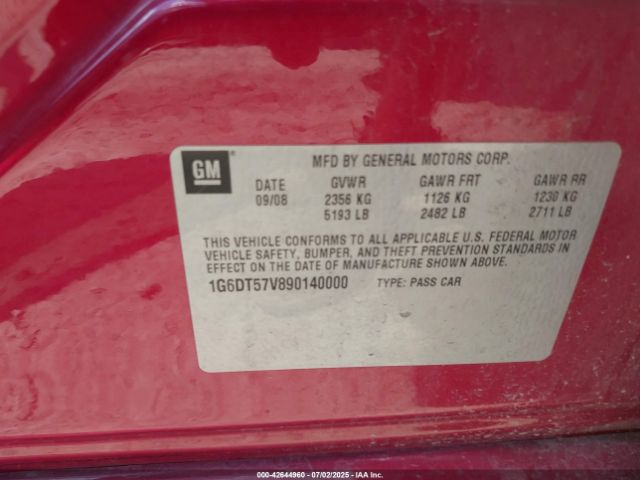 GM
MFD BY GENERAL MOTORS CORP.
DATE GVWR GAWR FRT GAWR RR
09/08 2356 KG 1126 KG 1230 KG
5193 LB 2482 LB 2711 LB
THIS VEHICLE CONFORMS TO ALL APPLICABLE U.S. FEDERAL MOTOR
VEHICLE SAFETY, BUMPER, AND THEFT PREVENTION STANDARDS IN
EFFECT ON THE DATE OF MANUFACTURE SHOWN ABOVE.
1G6DT57V890140000 TYPE: PASS CAR
000-42644960 - 07/02/2025 - IAA Inc.